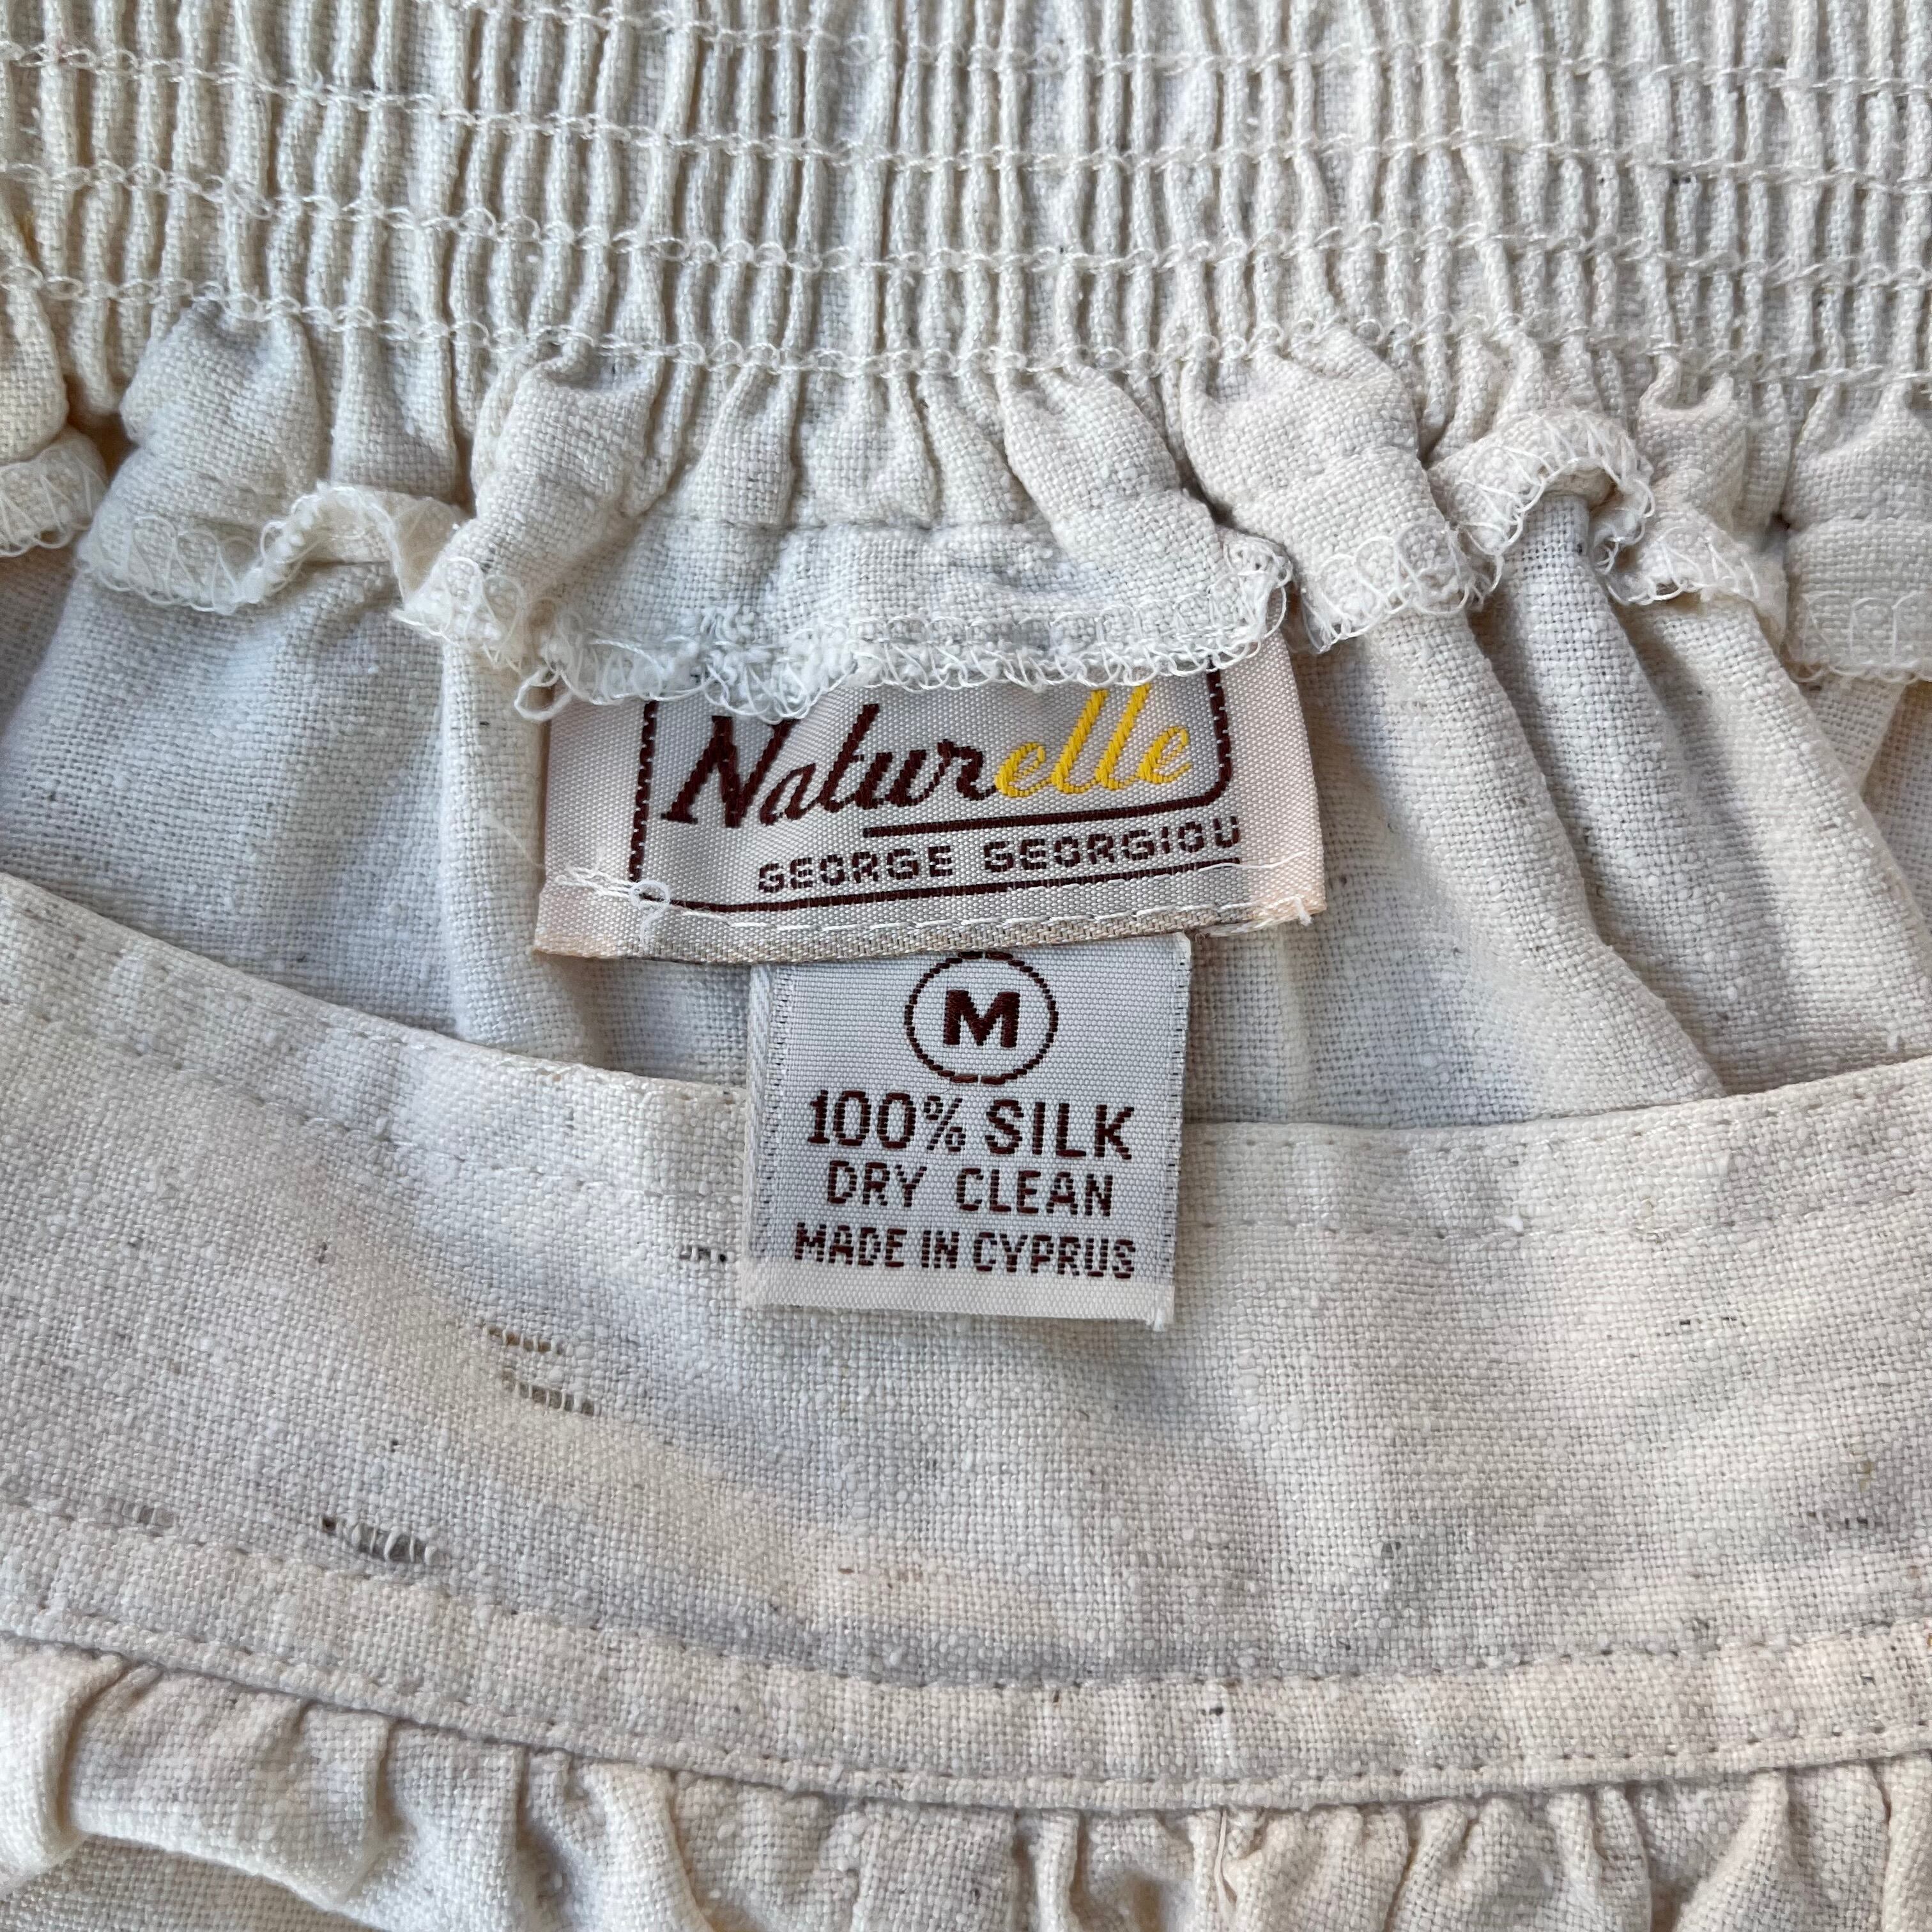 Naturelle
GEORGE GEORGIOU
M
100% SILK
DRY CLEAN
MADE IN CYPRUS